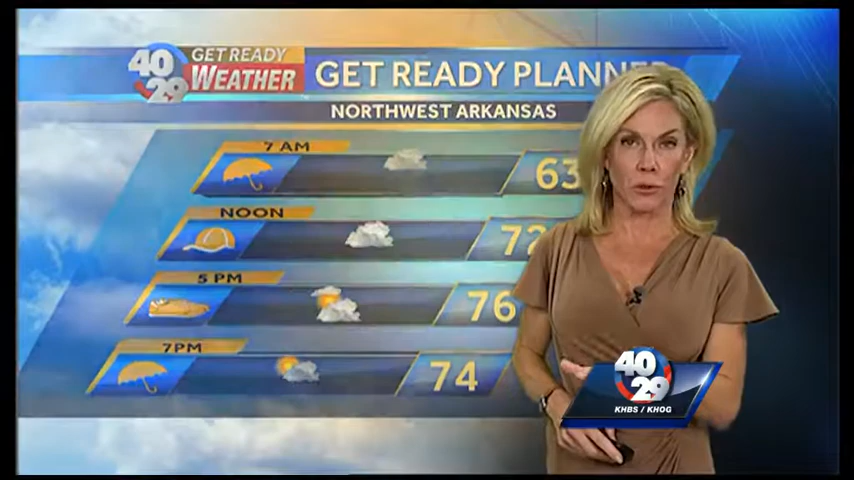 40
29
GET READY
WEATHER
GET READY PLANNER
NORTHWEST ARKANSAS
7 AM
63
NOON
72
5 PM
76
7PM
74
40
29
KHBS / KHOG